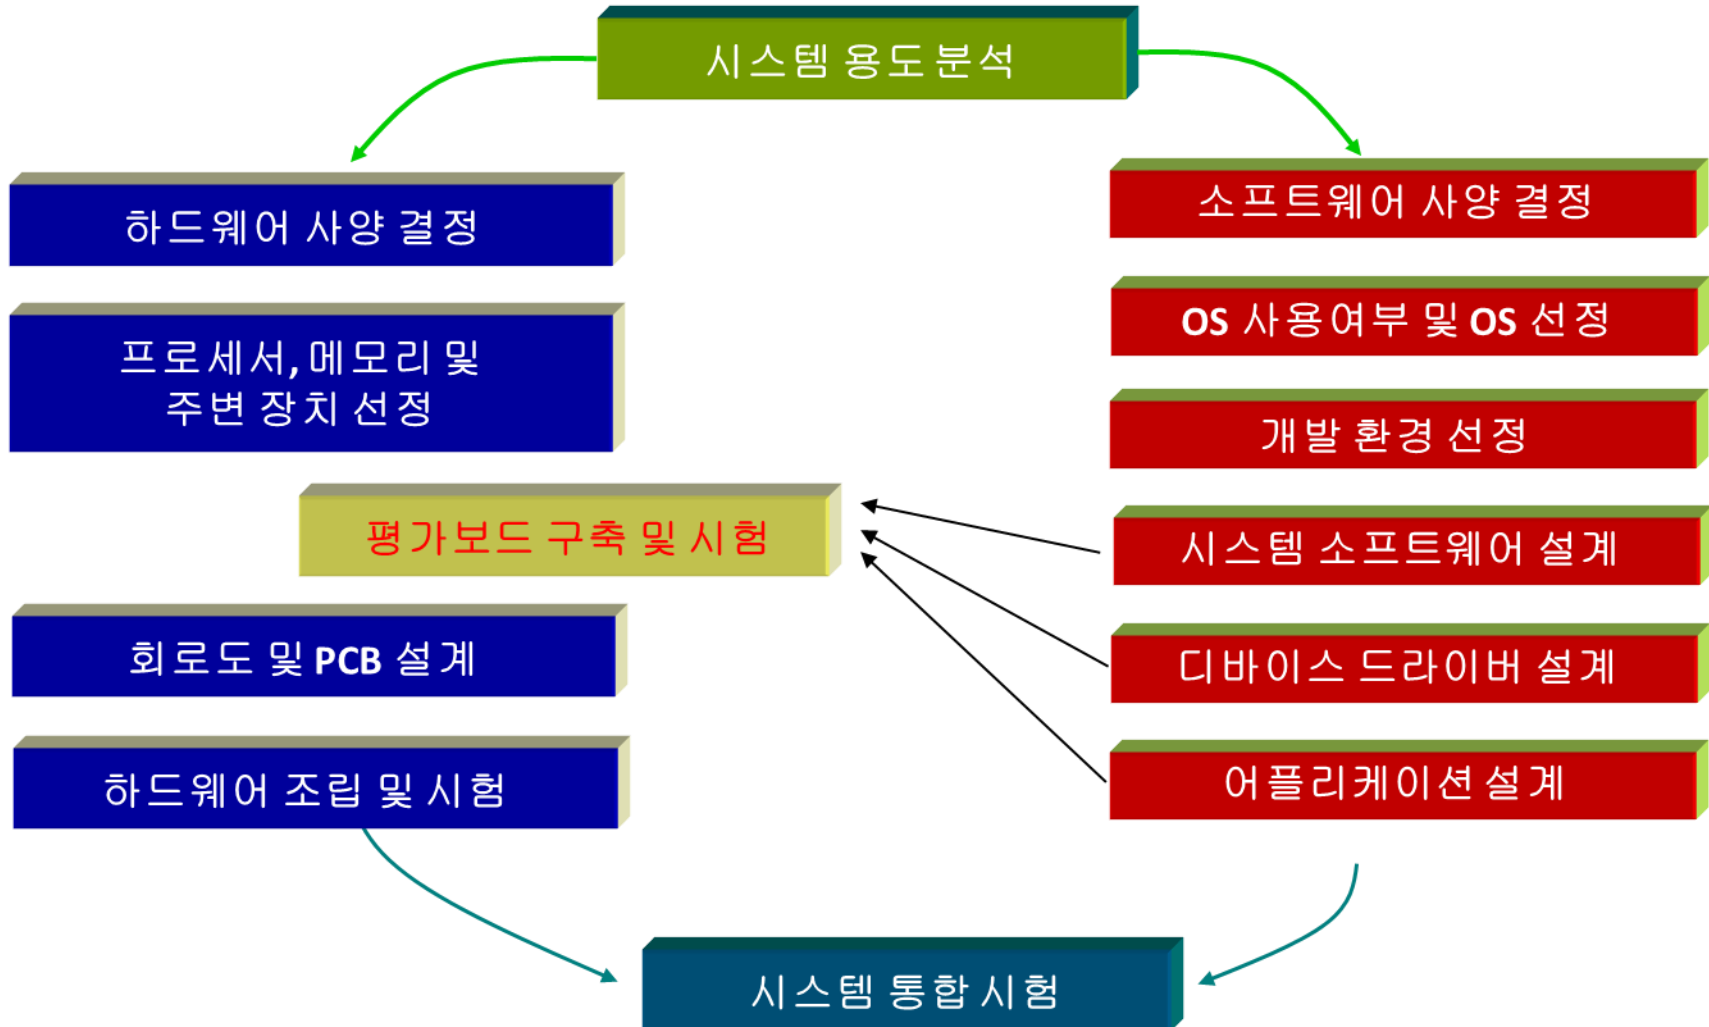 시스템 용도 분석
하드웨어 사양 결정
프로세서, 메모리 및
주변 장치 선정
평가보드 구축 및 시험
회로도 및 PCB 설계
하드웨어 조립 및 시험
소프트웨어 사양 결정
OS 사용여부 및 OS 선정
개발 환경 선정
시스템 소프트웨어 설계
디바이스 드라이버 설계
어플리케이션 설계
시스템 통합 시험